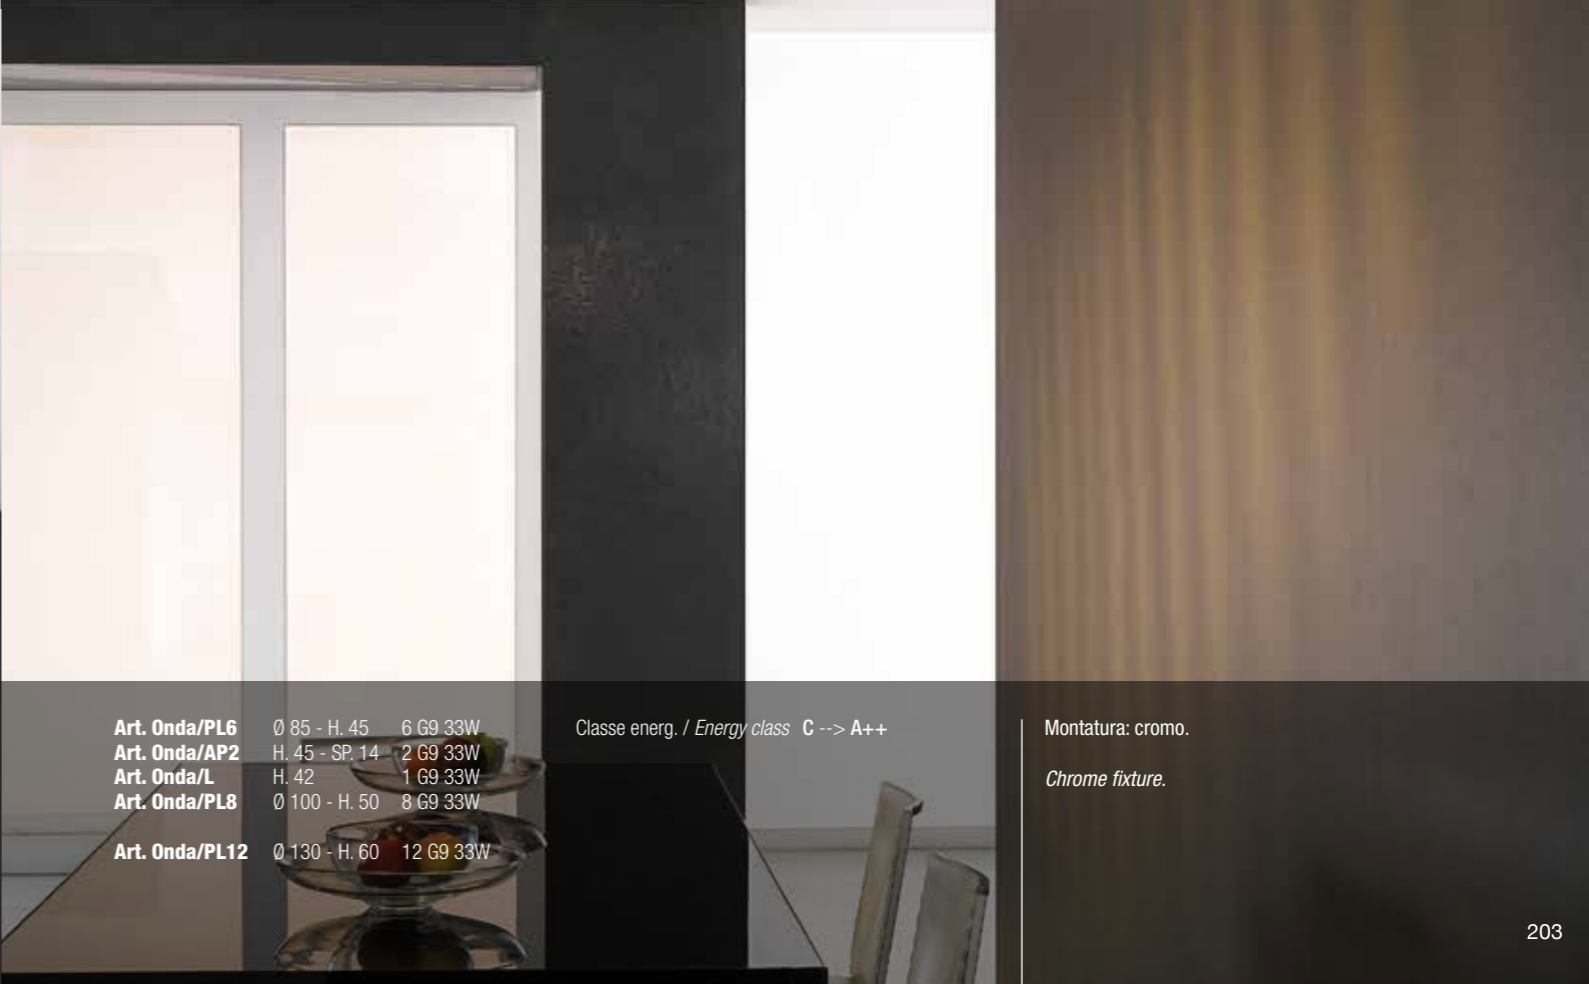 Art. Onda/PL6 Ø 85 - H. 45 6 G9 33W
Art. Onda/AP2 H. 45 - SP. 14 2 G9 33W
Art. Onda/L H. 42 1 G9 33W
Art. Onda/PL8 Ø 100 - H. 50 8 G9 33W
Art. Onda/PL12 Ø 130 - H. 60 12 G9 33W
Classe energ. / Energy class C --> A++
Montatura: cromo.
Chrome fixture.
203